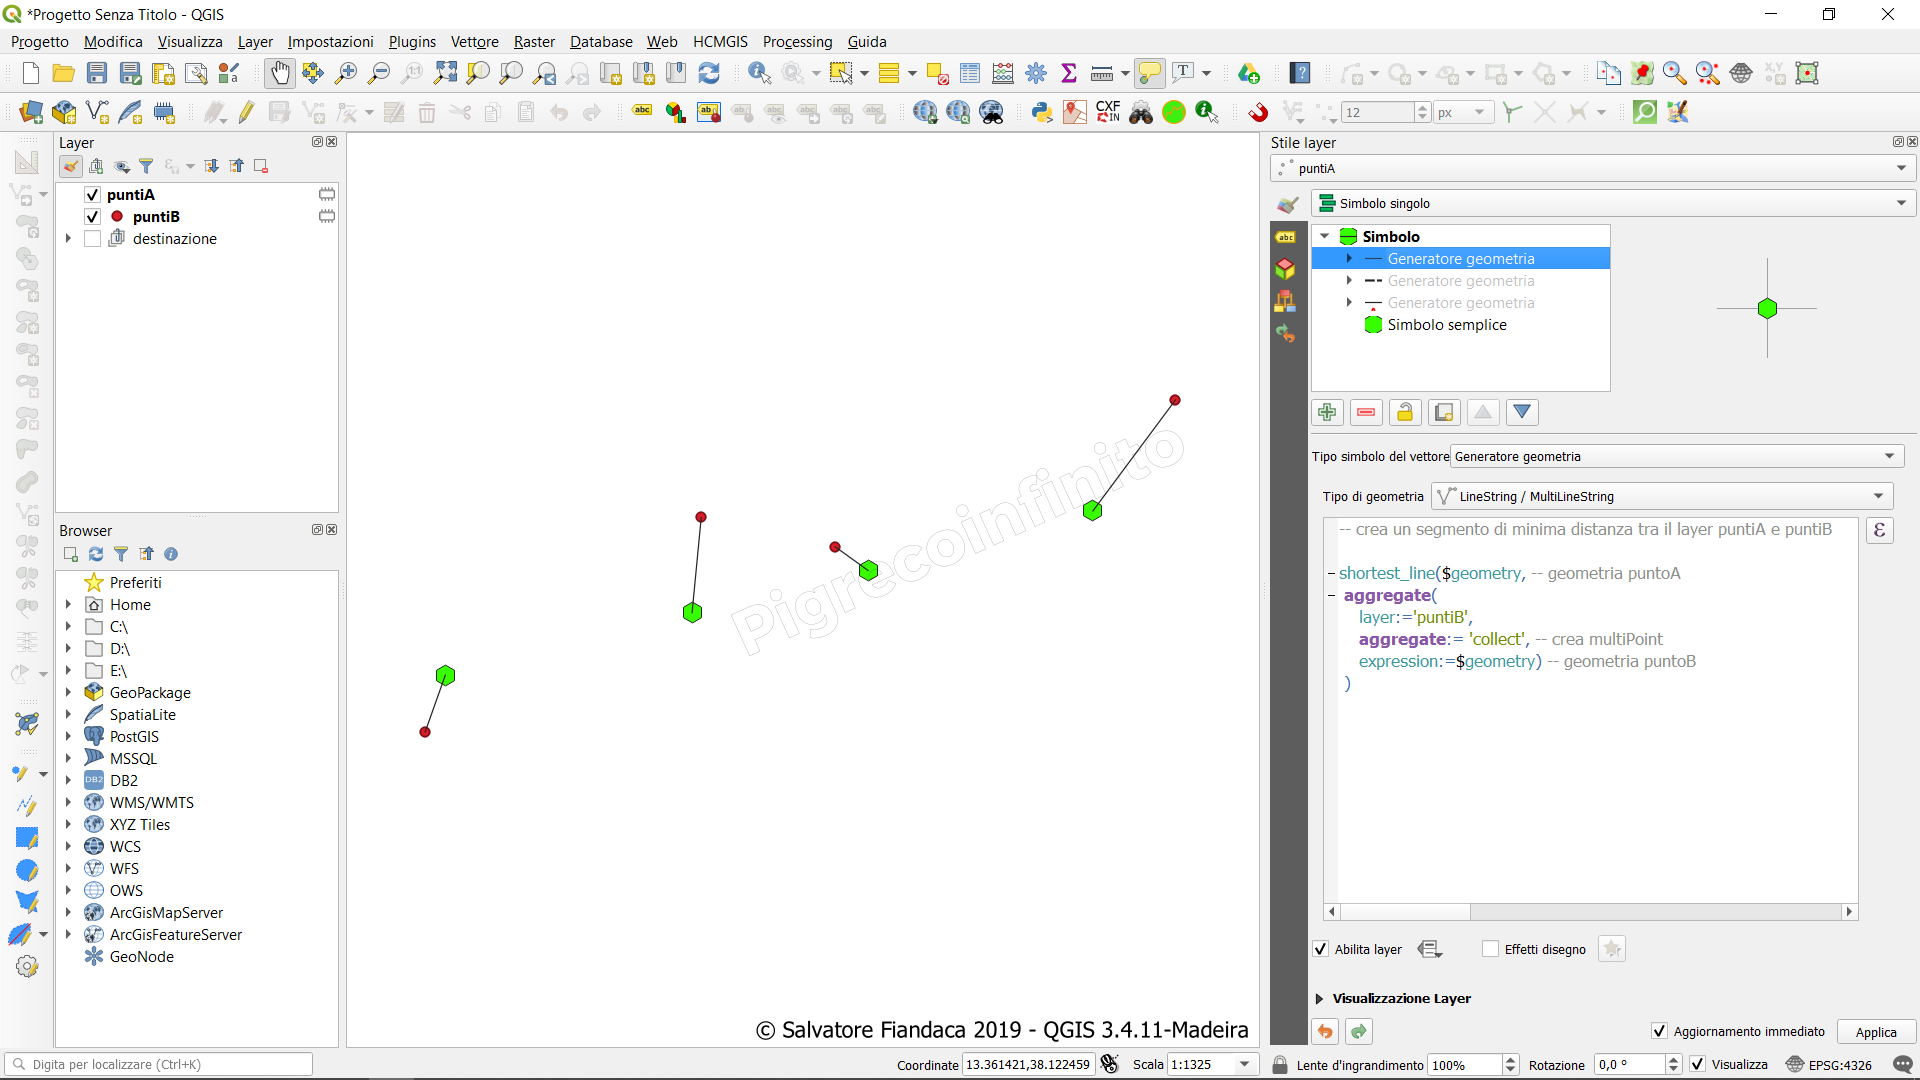 *Progetto Senza Titolo - QGIS
Progetto Modifica Visualizza Layer Impostazioni Plugins Vettore Raster Database Web HCMGIS Processing Guida
abc
CXF
IN
12
px
Layer
puntiA
puntiB
destinazione
Browser
Preferiti
Home
C:\
D:\
E:\
GeoPackage
SpatiaLite
PostGIS
MSSQL
DB2
WMS/WMTS
XYZ Tiles
WCS
WFS
OWS
ArcGisMapServer
ArcGisFeatureServer
GeoNode
Pigrecoinfinito
© Salvatore Fiandaca 2019 - QGIS 3.4.11-Madeira
Stile layer
puntiA
Simbolo singolo
abc
Simbolo
Generatore geometria
Generatore geometria
Generatore geometria
Simbolo semplice
Tipo simbolo del vettore Generatore geometria
Tipo di geometria LineString / MultiLineString
-- crea un segmento di minima distanza tra il layer puntiA e puntiB
shortest_line($geometry, -- geometria puntoA
aggregate(
layer:='puntiB',
aggregate:= 'collect', -- crea multiPoint
expression:=$geometry) -- geometria puntoB
)
ε
Abilita layer
Effetti disegno
Visualizzazione Layer
Aggiornamento immediato
Applica
Digita per localizzare (Ctrl+K)
Coordinate 13.361421,38.122459 Scala 1:1325 Lente d'ingrandimento 100% Rotazione 0,0 ° Visualizza EPSG:4326